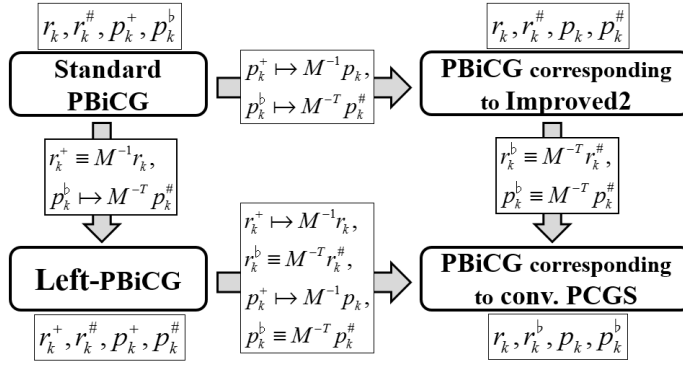 r_k, r_k^#, p_k^+, p_k^♭
r_k, r_k^#, p_k, p_k^#
Standard
PBiCG
p_k^+ ↦ M^{-1} p_k,
p_k^♭ ↦ M^{-T} p_k^#
PBiCG corresponding
to Improved2
r_k^+ ≡ M^{-1} r_k,
p_k^♭ ↦ M^{-T} p_k^#
r_k^♭ ≡ M^{-T} r_k^#,
p_k^♭ ≡ M^{-T} p_k^#
Left-PBiCG
r_k^+ ↦ M^{-1} r_k,
r_k^♭ ≡ M^{-T} r_k^#,
p_k^+ ↦ M^{-1} p_k,
p_k^♭ ≡ M^{-T} p_k^#
PBiCG corresponding
to conv. PCGS
r_k^+, r_k^#, p_k^+, p_k^#
r_k, r_k^♭, p_k, p_k^♭